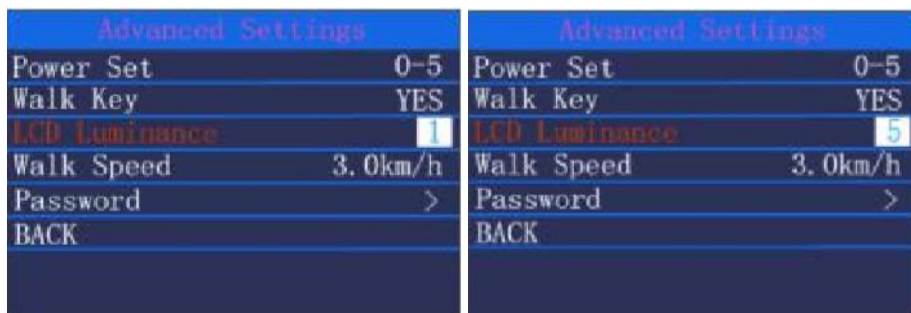 Advanced Settings
Power Set 0-5
Walk Key YES
LCD Luminance 1
Walk Speed 3.0km/h
Password >
BACK
Advanced Settings
Power Set 0-5
Walk Key YES
LCD Luminance 5
Walk Speed 3.0km/h
Password >
BACK